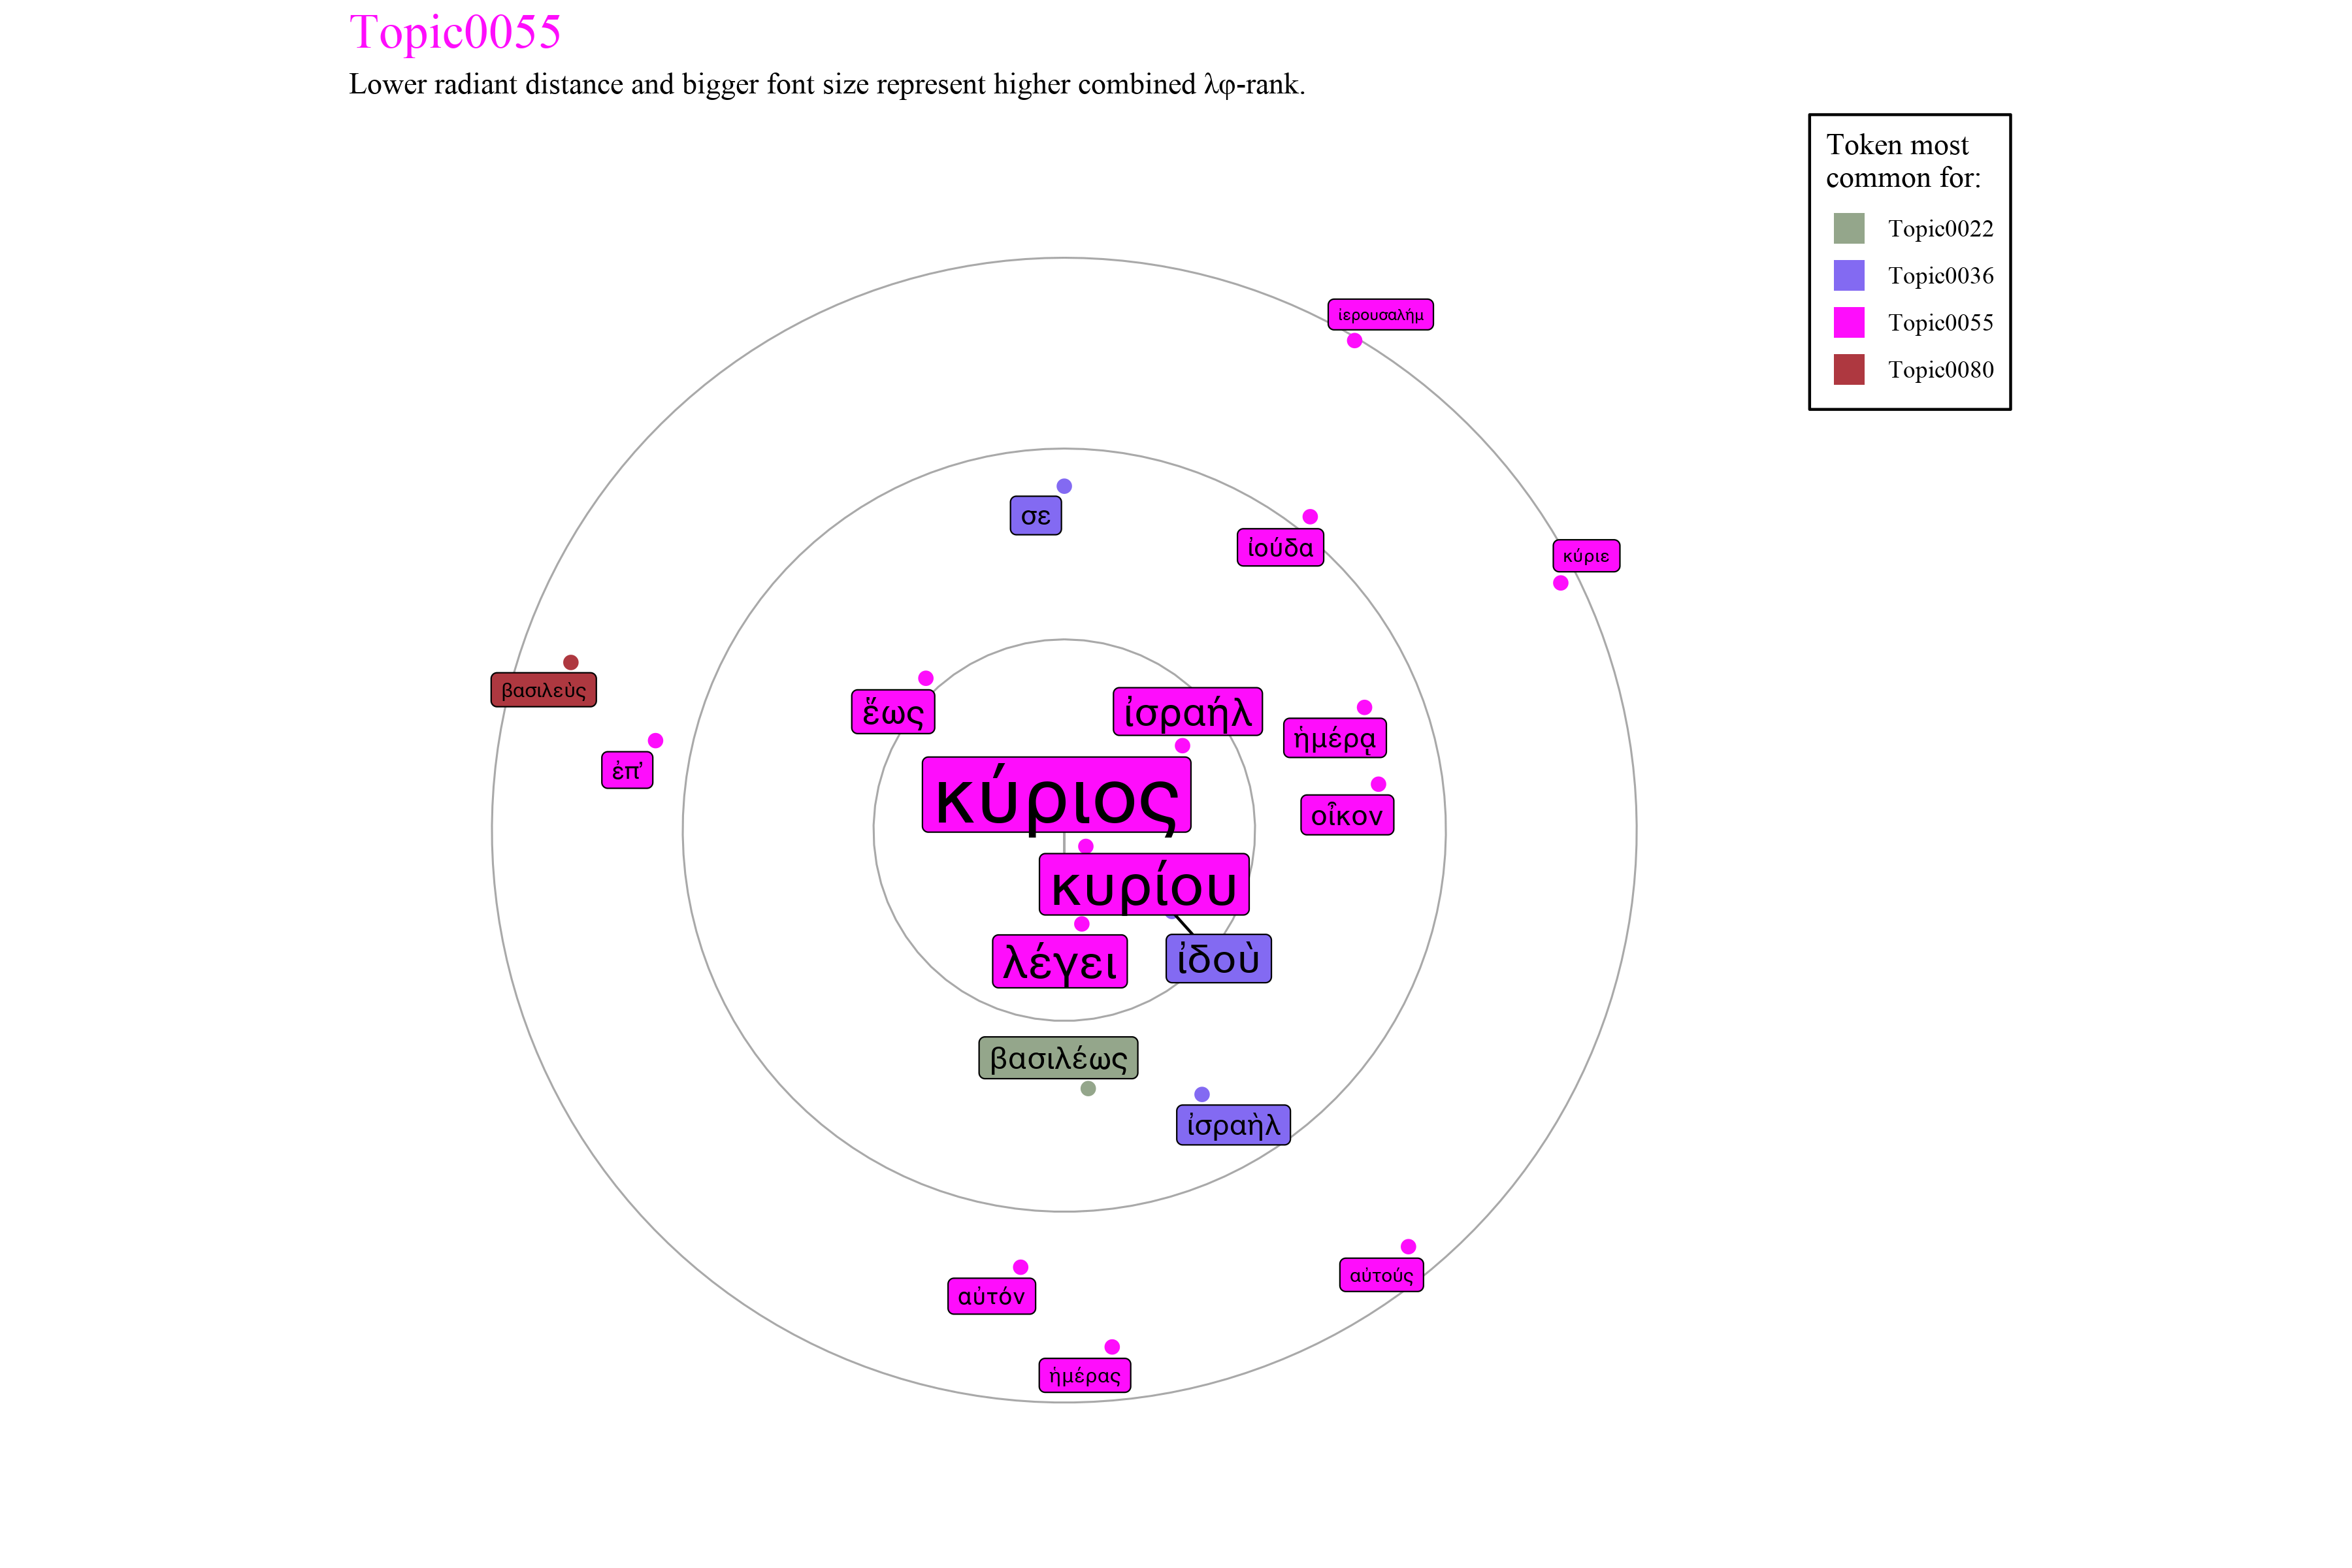 Topic0055
Lower radiant distance and bigger font size represent higher combined λφ-rank.
Token most
common for:
Topic0022
Topic0036
Topic0055
Topic0080
ἰερουσαλήμ
σε
ἰούδα
κύριε
βασιλεὺς
ἕως
ἰσραήλ
ἡμέρᾳ
ἐπ’
κύριος
οἶκον
κυρίου
λέγει
ἰδοὺ
βασιλέως
ἰσραὴλ
αὐτόν
αὐτούς
ἡμέρας